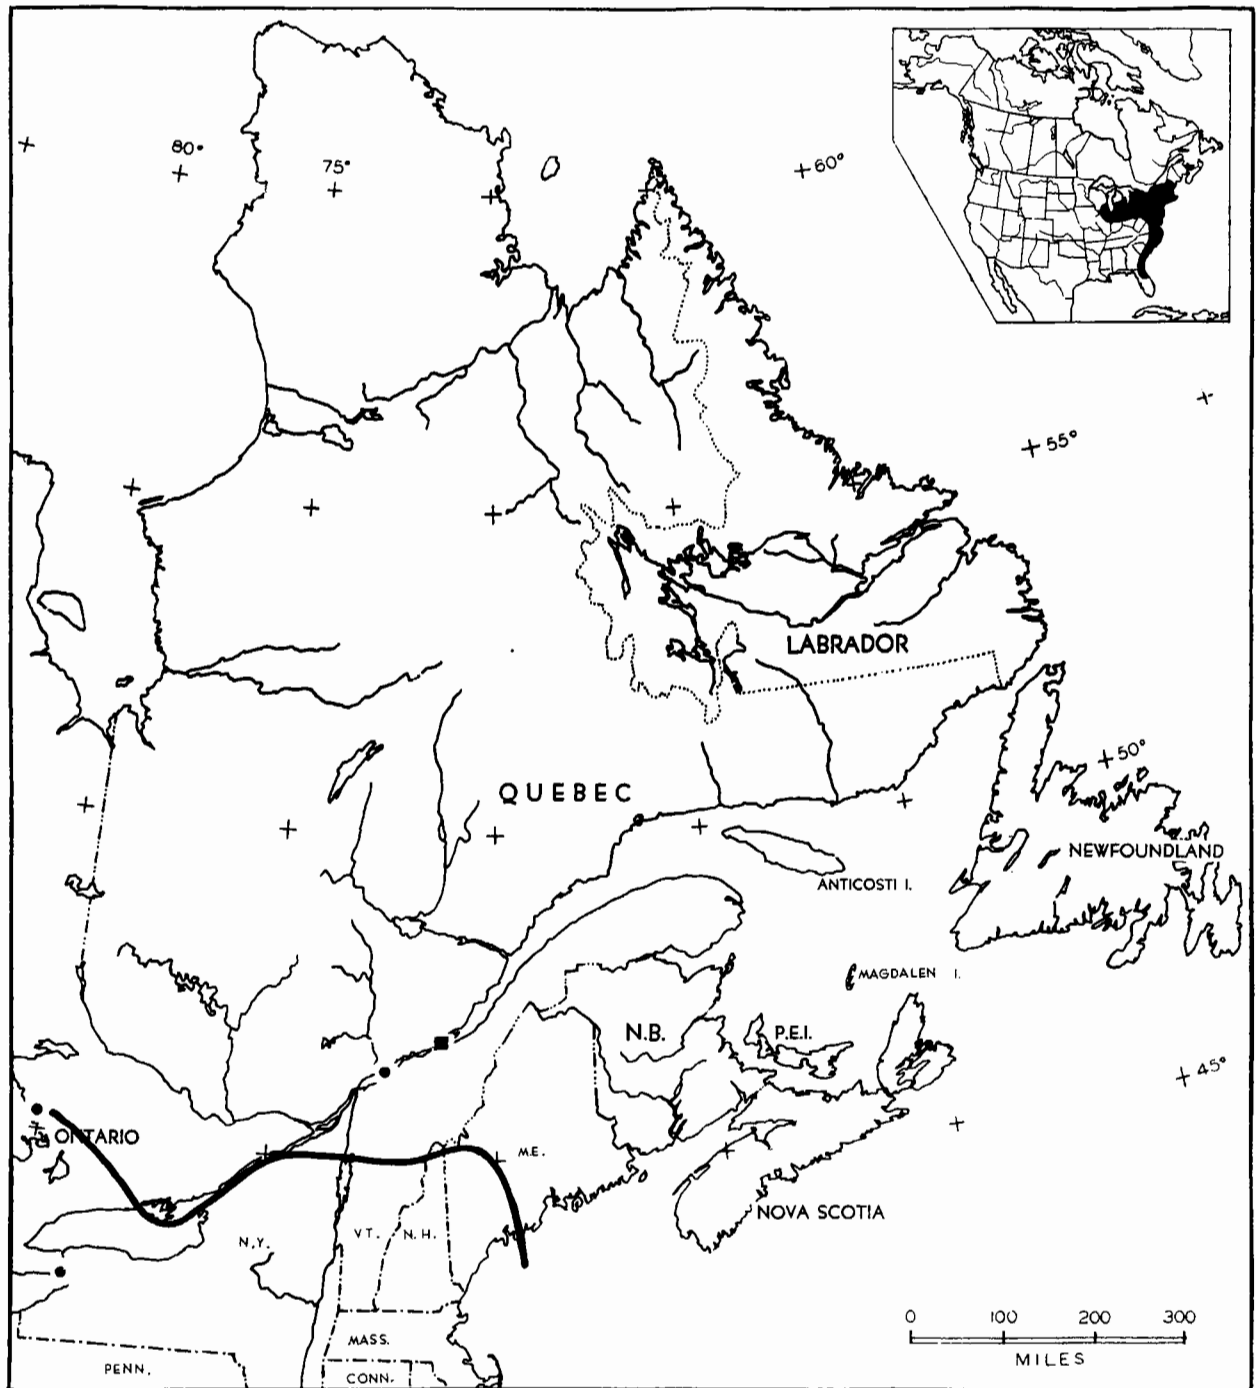 80°
75°
60°
55°
LABRADOR
50°
QUEBEC
NEWFOUNDLAND
ANTICOSTI I.
MAGDALEN I.
N.B.
P.E.I.
45°
ONTARIO
M.E.
NOVA SCOTIA
N.Y.
VT.
N.H.
0 100 200 300
MILES
MASS.
PENN.
CONN.